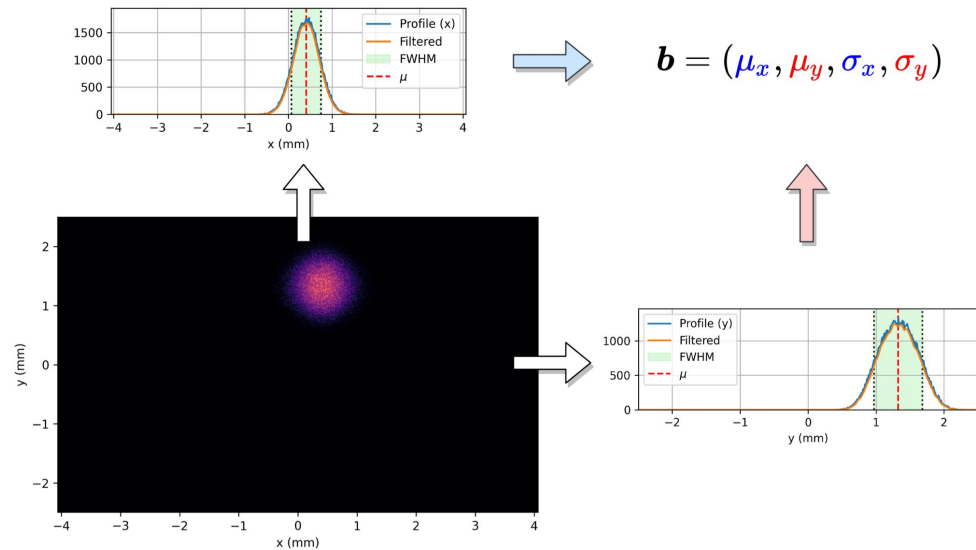 1500
1000
500
0
Profile (x)
Filtered
FWHM
μ
−4 −3 −2 −1 0 1 2 3 4
x (mm)
b = (μx, μy, σx, σy)
2
1
0
−1
−2
y (mm)
−4 −3 −2 −1 0 1 2 3 4
x (mm)
1000
500
0
Profile (y)
Filtered
FWHM
μ
−2 −1 0 1 2
y (mm)